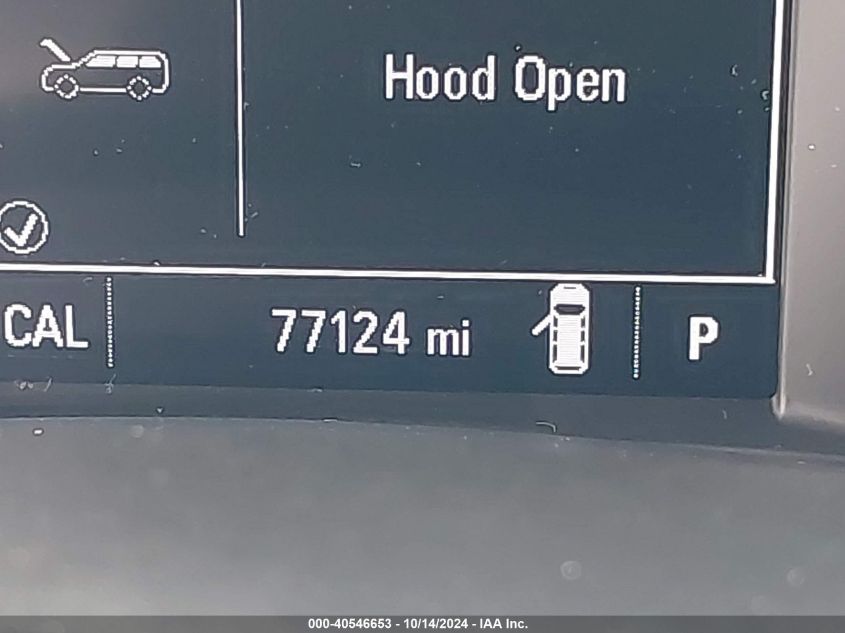 Hood Open
CAL
77124 mi
P
000-40546653 - 10/14/2024 - IAA Inc.